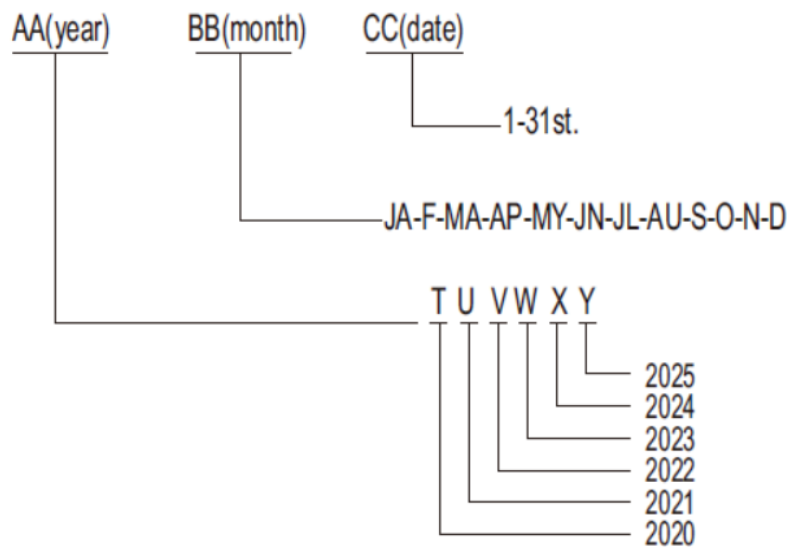 AA(year) BB(month) CC(date)
1-31st.
JA-F-MA-AP-MY-JN-JL-AU-S-O-N-D
T U V W X Y
2025
2024
2023
2022
2021
2020